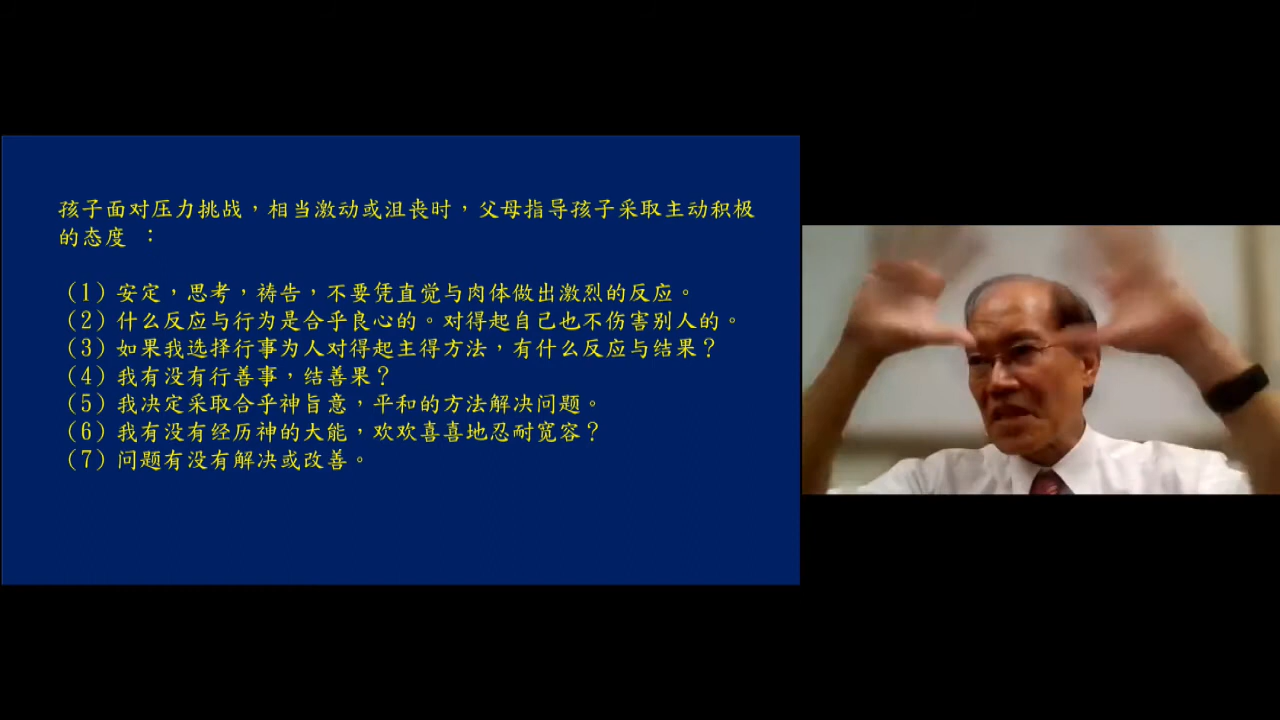 孩子面对压力挑战，相当激动或沮丧时，父母指导孩子采取主动积极
的态度 ：
（1）安定，思考，祷告，不要凭直觉与肉体做出激烈的反应。
（2）什么反应与行为是合乎良心的。对得起自己也不伤害别人的。
（3）如果我选择行事为人对得起主得方法，有什么反应与结果？
（4）我有没有行善事，结善果？
（5）我决定采取合乎神旨意，平和的方法解决问题。
（6）我有没有经历神的大能，欢欢喜喜地忍耐宽容？
（7）问题有没有解决或改善。